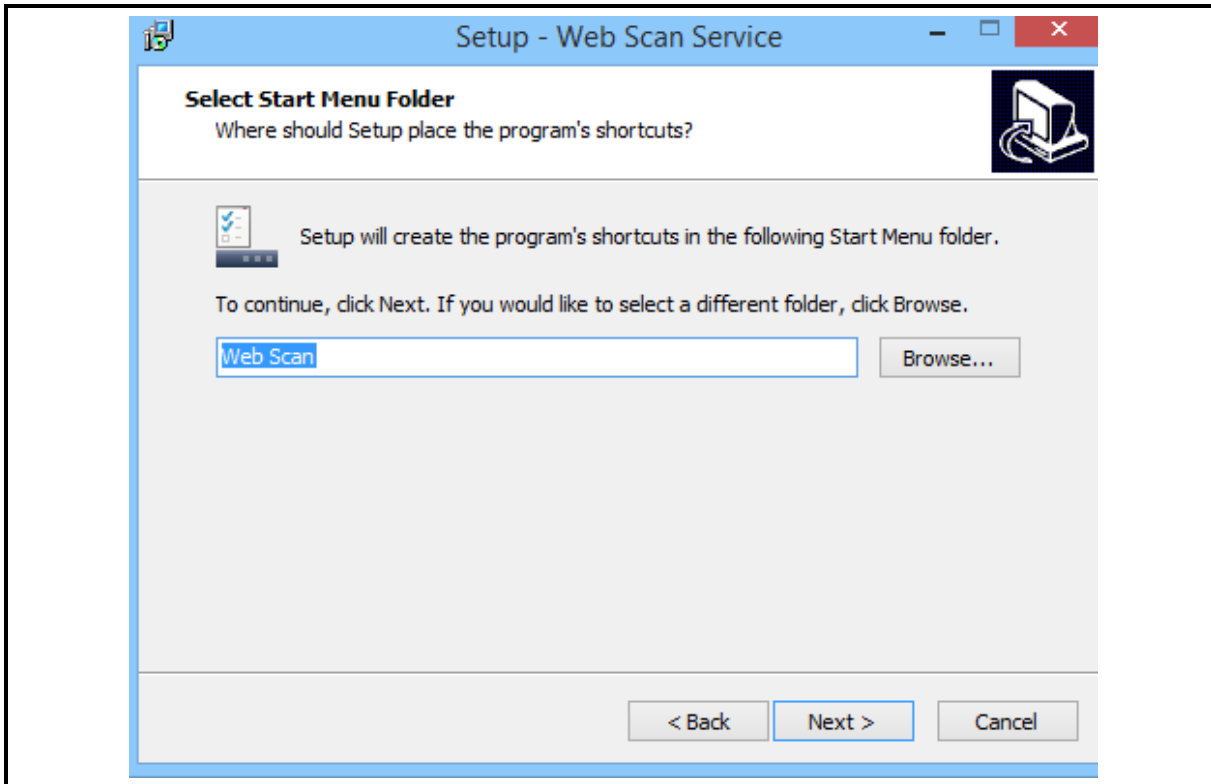 Setup - Web Scan Service
Select Start Menu Folder
Where should Setup place the program's shortcuts?
Setup will create the program's shortcuts in the following Start Menu folder.
To continue, click Next. If you would like to select a different folder, click Browse.
Web Scan
Browse...
< Back
Next >
Cancel